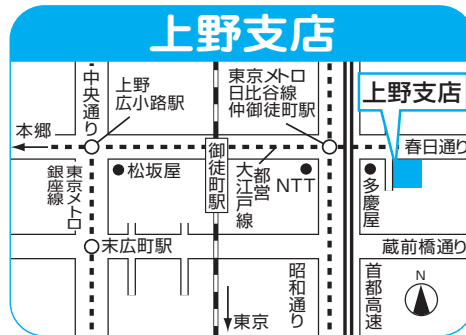 上野支店
中央通り
上野
広小路駅
東京メトロ
日比谷線
仲御徒町駅
上野支店
本郷
春日通り
御徒町駅
松坂屋
都営
大江戸線
NTT
多慶屋
東京メトロ
銀座線
末広町駅
蔵前橋通り
昭和通り
首都高速
N
東京